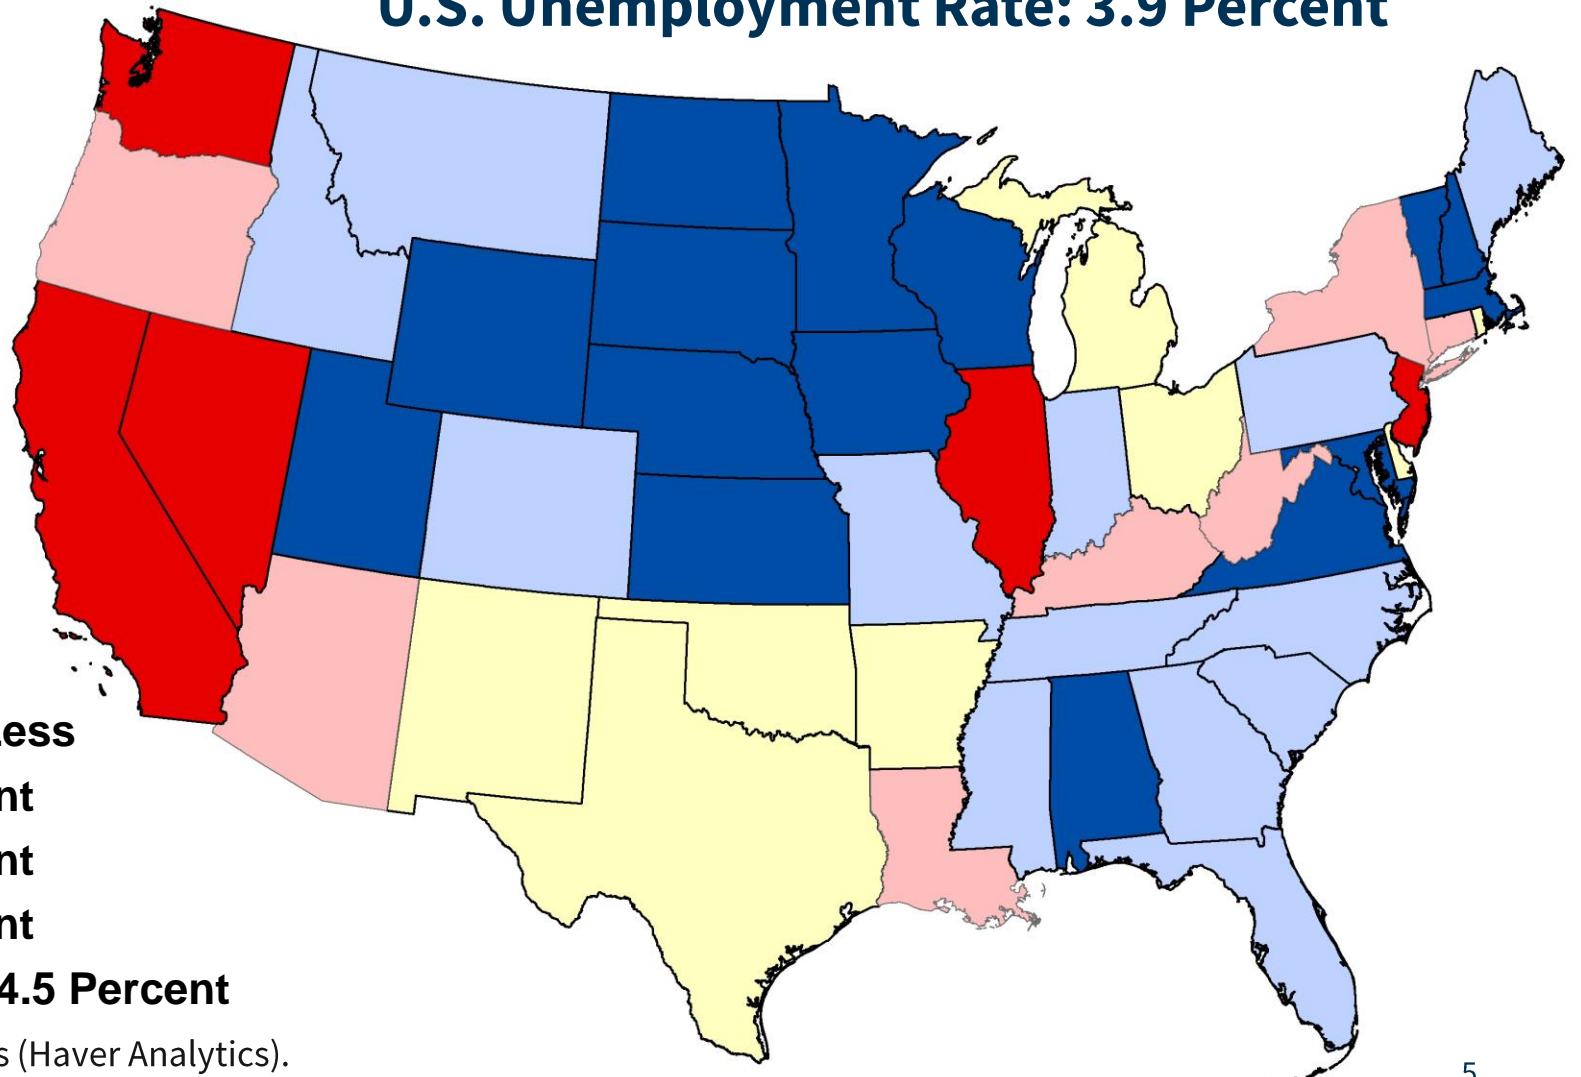 U.S. Unemployment Rate: 3.9 Percent
ess
nt
nt
nt
4.5 Percent
s (Haver Analytics).
5